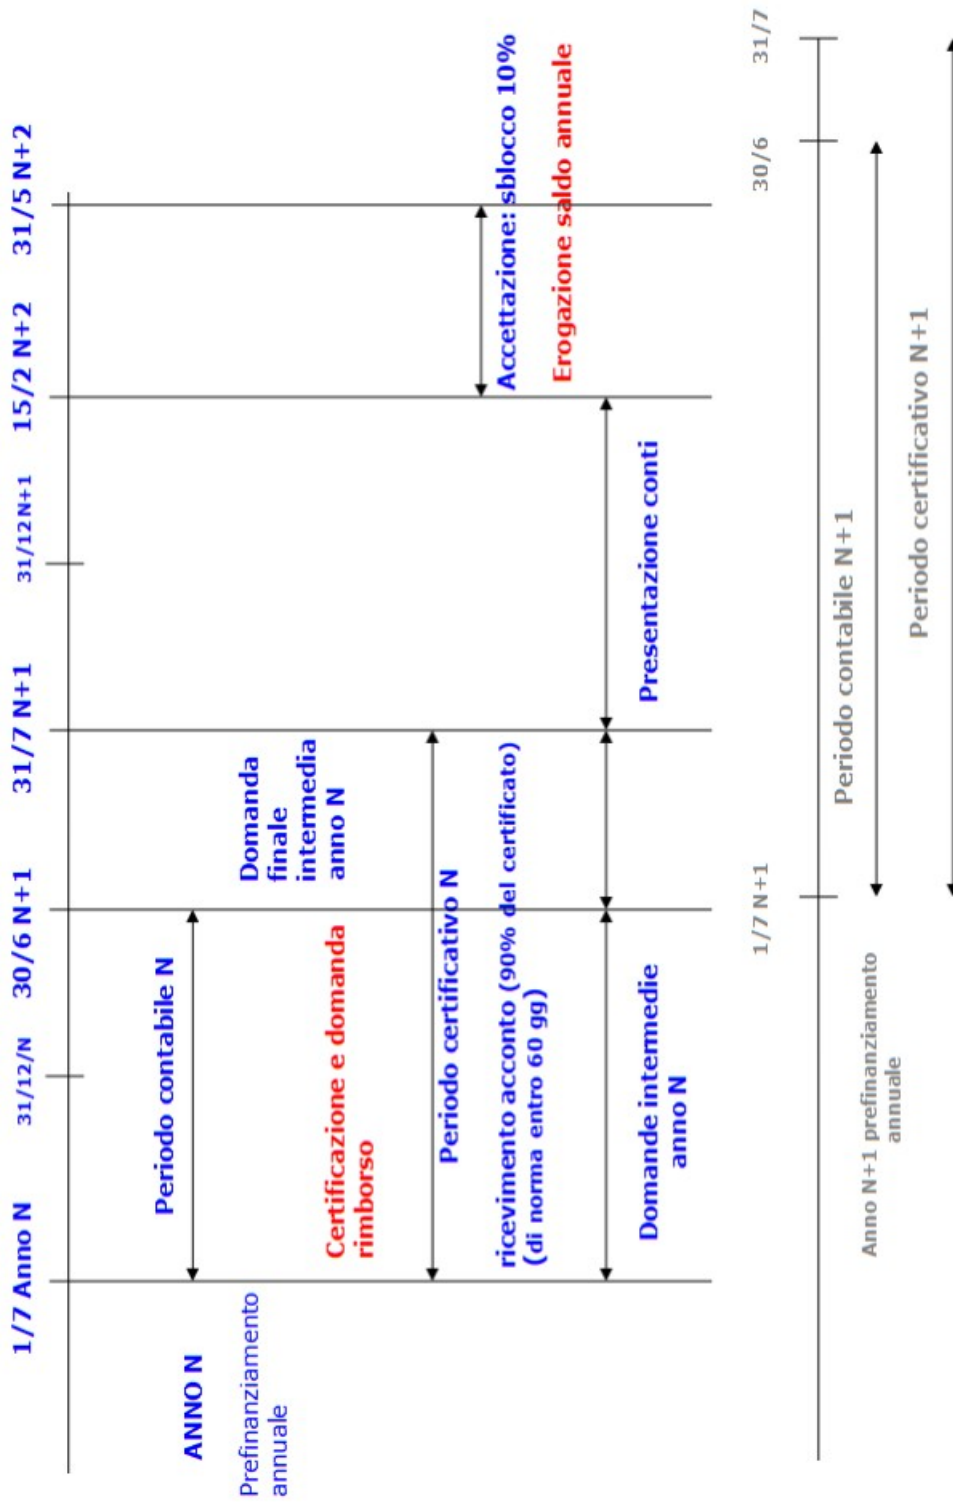 1/7 Anno N
31/12/N
30/6 N+1
31/7 N+1
31/12N+1
15/2 N+2
31/5 N+2
ANNO N
Prefinanziamento
annuale
Periodo contabile N
Domanda
finale
intermedia
anno N
Certificazione e domanda
rimborso
Periodo certificativo N
ricevimento acconto (90% del certificato)
(di norma entro 60 gg)
Accettazione: sblocco 10%
Erogazione saldo annuale
Domande intermedie
anno N
Presentazione conti
1/7 N+1
30/6
31/7
Anno N+1 prefinanziamento
annuale
Periodo contabile N+1
Periodo certificativo N+1